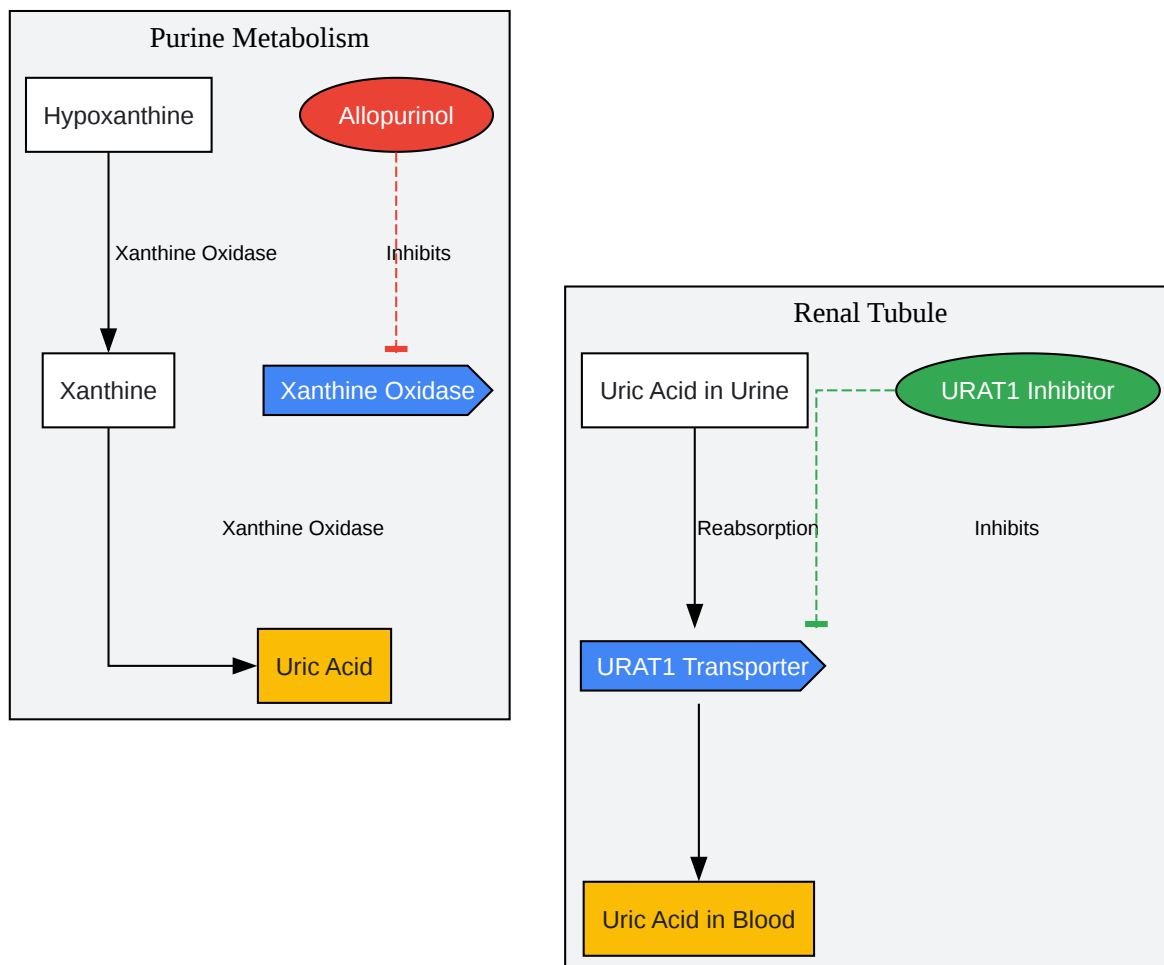 Purine Metabolism
Hypoxanthine
Allopurinol
Xanthine Oxidase
Inhibits
Xanthine
Xanthine Oxidase
Xanthine Oxidase
Uric Acid
Renal Tubule
Uric Acid in Urine
URAT1 Inhibitor
Reabsorption
Inhibits
URAT1 Transporter
Uric Acid in Blood